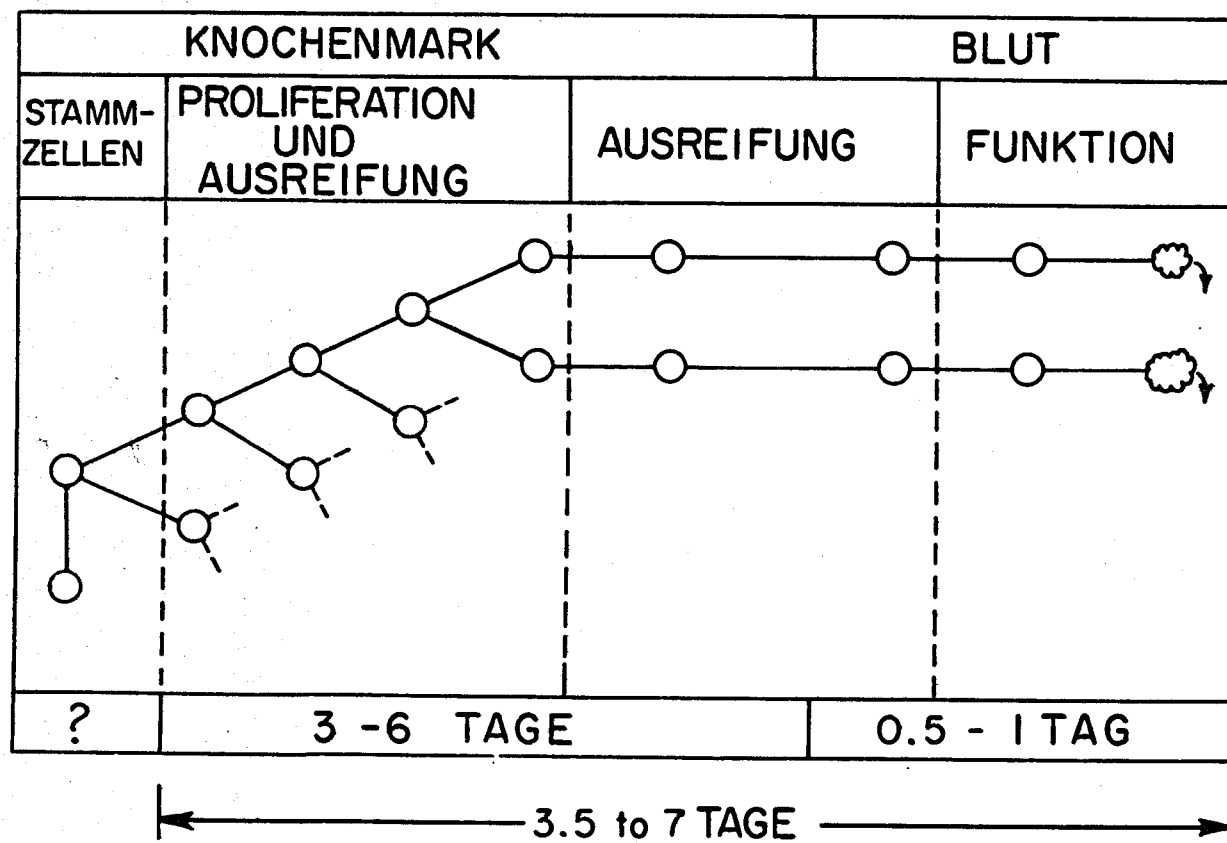 KNOCHENMARK
BLUT
STAMM-
ZELLEN
PROLIFERATION
UND
AUSREIFUNG
AUSREIFUNG
FUNKTION
?
3 -6 TAGE
0.5 - 1 TAG
3.5 to 7 TAGE